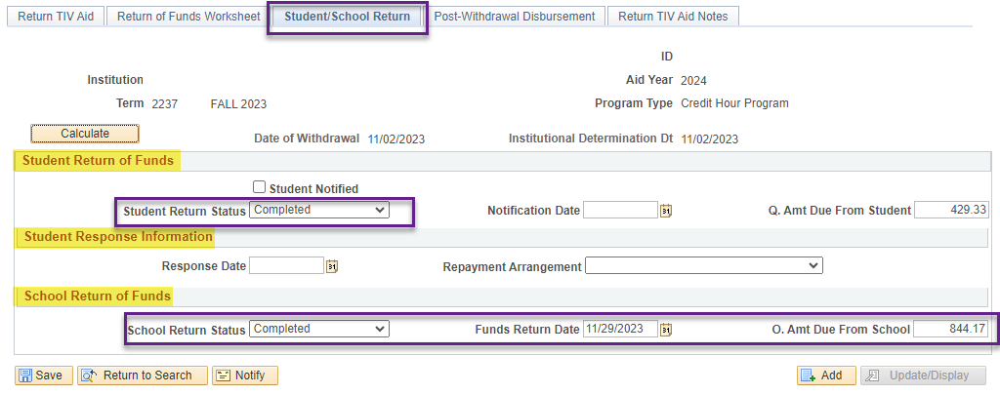 Return TIV Aid Return of Funds Worksheet Student/School Return Post-Withdrawal Disbursement Return TIV Aid Notes
ID
Institution Aid Year 2024
Term 2237 FALL 2023 Program Type Credit Hour Program
Calculate Date of Withdrawal 11/02/2023 Institutional Determination Dt 11/02/2023
Student Return of Funds
Student Notified
Student Return Status Completed Notification Date 31 Q. Amt Due From Student 429.33
Student Response Information
Response Date 31 Repayment Arrangement
School Return of Funds
School Return Status Completed Funds Return Date 11/29/2023 31 O. Amt Due From School 844.17
Save Return to Search Notify Add Update/Display